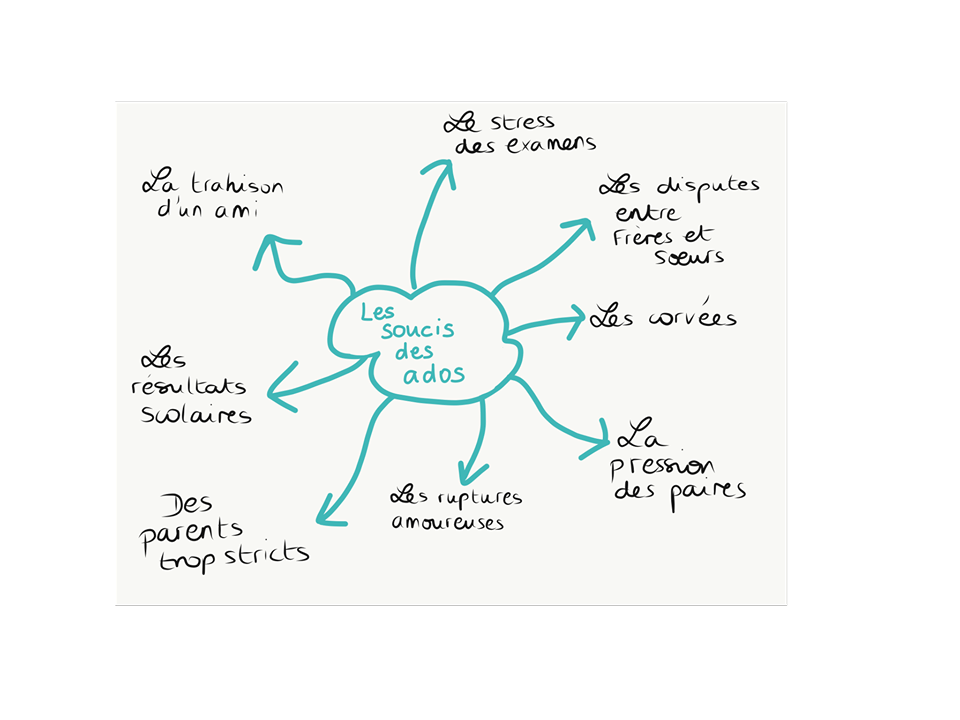 Le stress
des examens
La trahison
d'un ami
Les disputes
entre
Frères et
Sœurs
Les corvées
Les
soucis
des
ados
Les
résultats
scolaires
La
pression
des paires
Les ruptures
amoureuses
Des
parents
trop stricts